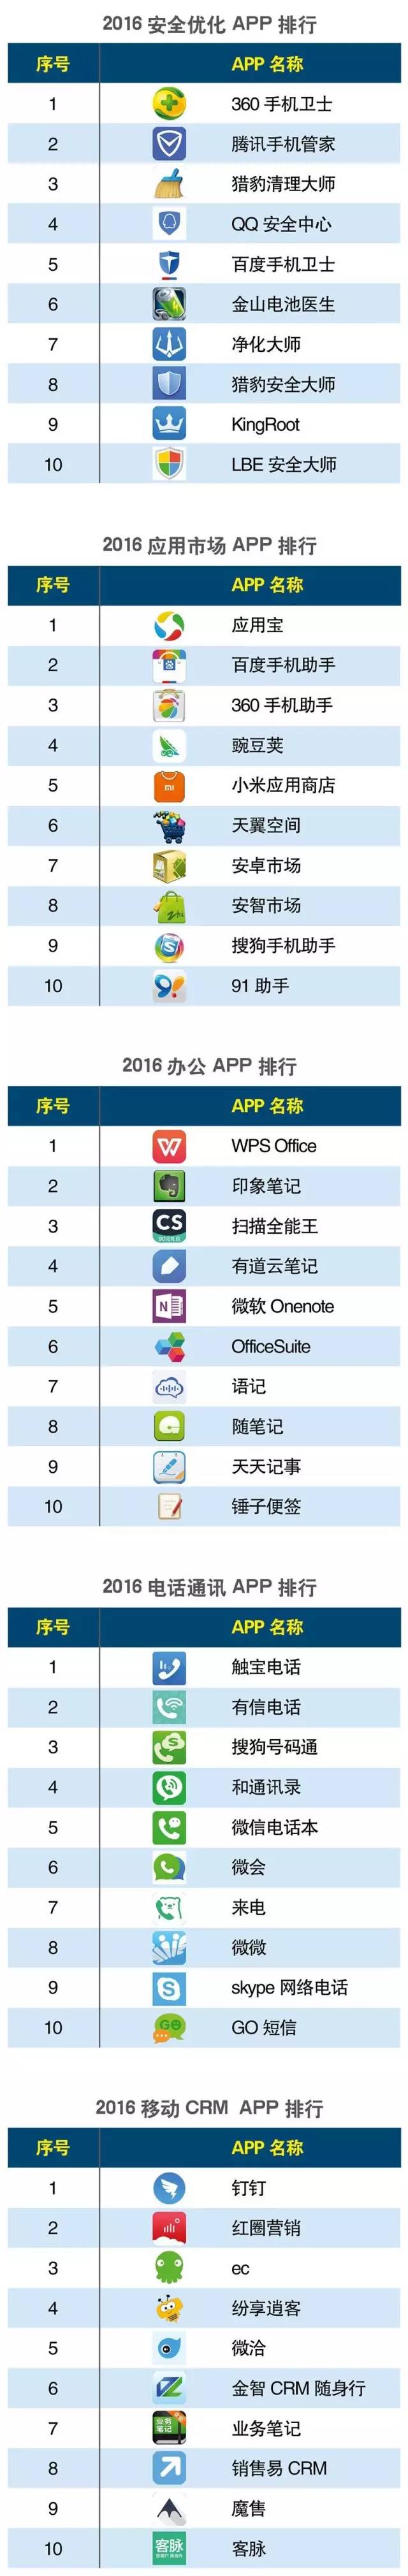 2016 安全优化 APP 排行
序号 APP 名称
1 360 手机卫士
2 腾讯手机管家
3 猎豹清理大师
4 QQ 安全中心
5 百度手机卫士
6 金山电池医生
7 净化大师
8 猎豹安全大师
9 KingRoot
10 LBE 安全大师
2016 应用市场 APP 排行
序号 APP 名称
1 应用宝
2 百度手机助手
3 360 手机助手
4 豌豆荚
5 小米应用商店
6 天翼空间
7 安卓市场
8 安智市场
9 搜狗手机助手
10 91 助手
2016 办公 APP 排行
序号 APP 名称
1 WPS Office
2 印象笔记
3 CS 扫描全能王
4 有道云笔记
5 N 微软 Onenote
6 OfficeSuite
7 语记
8 随笔记
9 天天记事
10 锤子便签
2016 电话通讯 APP 排行
序号 APP 名称
1 触宝电话
2 有信电话
3 搜狗号码通
4 和通讯录
5 微信电话本
6 微会
7 来电
8 微微
9 skype 网络电话
10 GO GO 短信
2016 移动 CRM APP 排行
序号 APP 名称
1 钉钉
2 红圈营销
3 ec
4 纷享逍客
5 微洽
6 金智 CRM 随身行
7 业务笔记 业务笔记
8 销售易 CRM
9 魔售
10 客脉 客脉